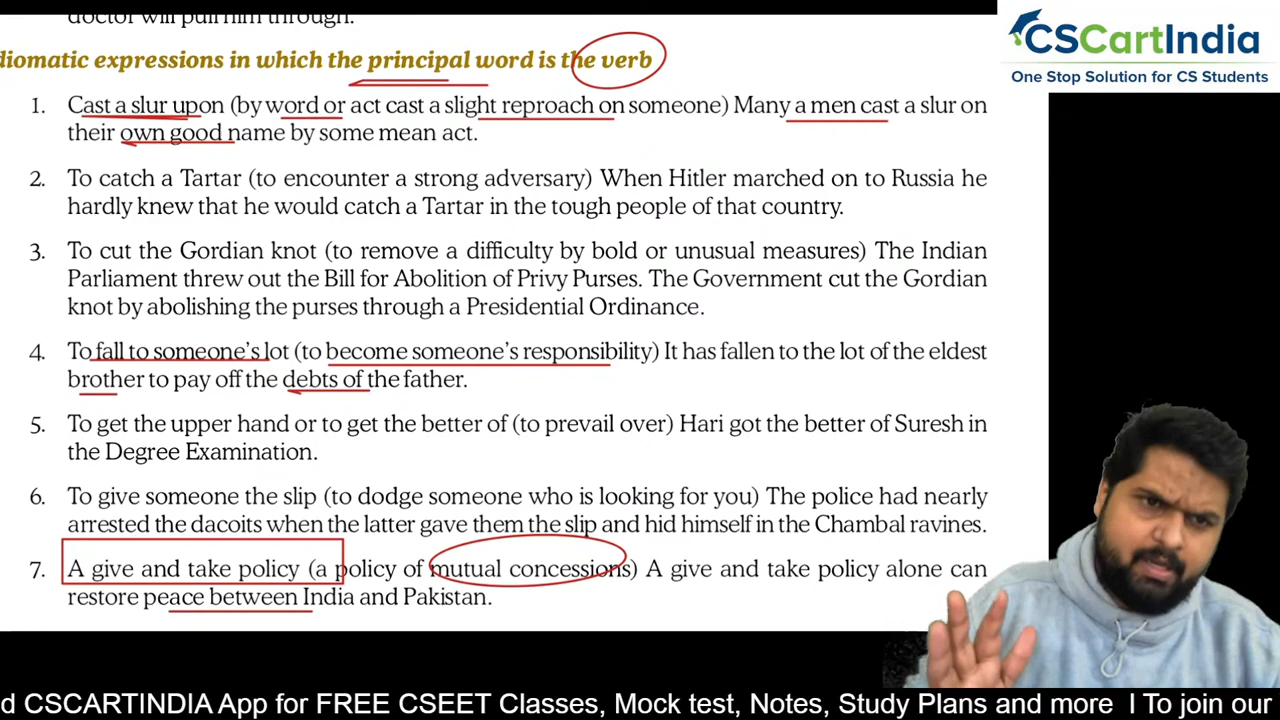 doctor will pull him through.
CSCartIndia
One Stop Solution for CS Students
diomatic expressions in which the principal word is the verb
1. Cast a slur upon (by word or act cast a slight reproach on someone) Many a men cast a slur on
their own good name by some mean act.
2. To catch a Tartar (to encounter a strong adversary) When Hitler marched on to Russia he
hardly knew that he would catch a Tartar in the tough people of that country.
3. To cut the Gordian knot (to remove a difficulty by bold or unusual measures) The Indian
Parliament threw out the Bill for Abolition of Privy Purses. The Government cut the Gordian
knot by abolishing the purses through a Presidential Ordinance.
4. To fall to someone's lot (to become someone's responsibility) It has fallen to the lot of the eldest
brother to pay off the debts of the father.
5. To get the upper hand or to get the better of (to prevail over) Hari got the better of Suresh in
the Degree Examination.
6. To give someone the slip (to dodge someone who is looking for you) The police had nearly
arrested the dacoits when the latter gave them the slip and hid himself in the Chambal ravines.
7. A give and take policy (a policy of mutual concessions) A give and take policy alone can
restore peace between India and Pakistan.
d CSCARTINDIA App for FREE CSEET Classes, Mock test, Notes, Study Plans and more I To join our